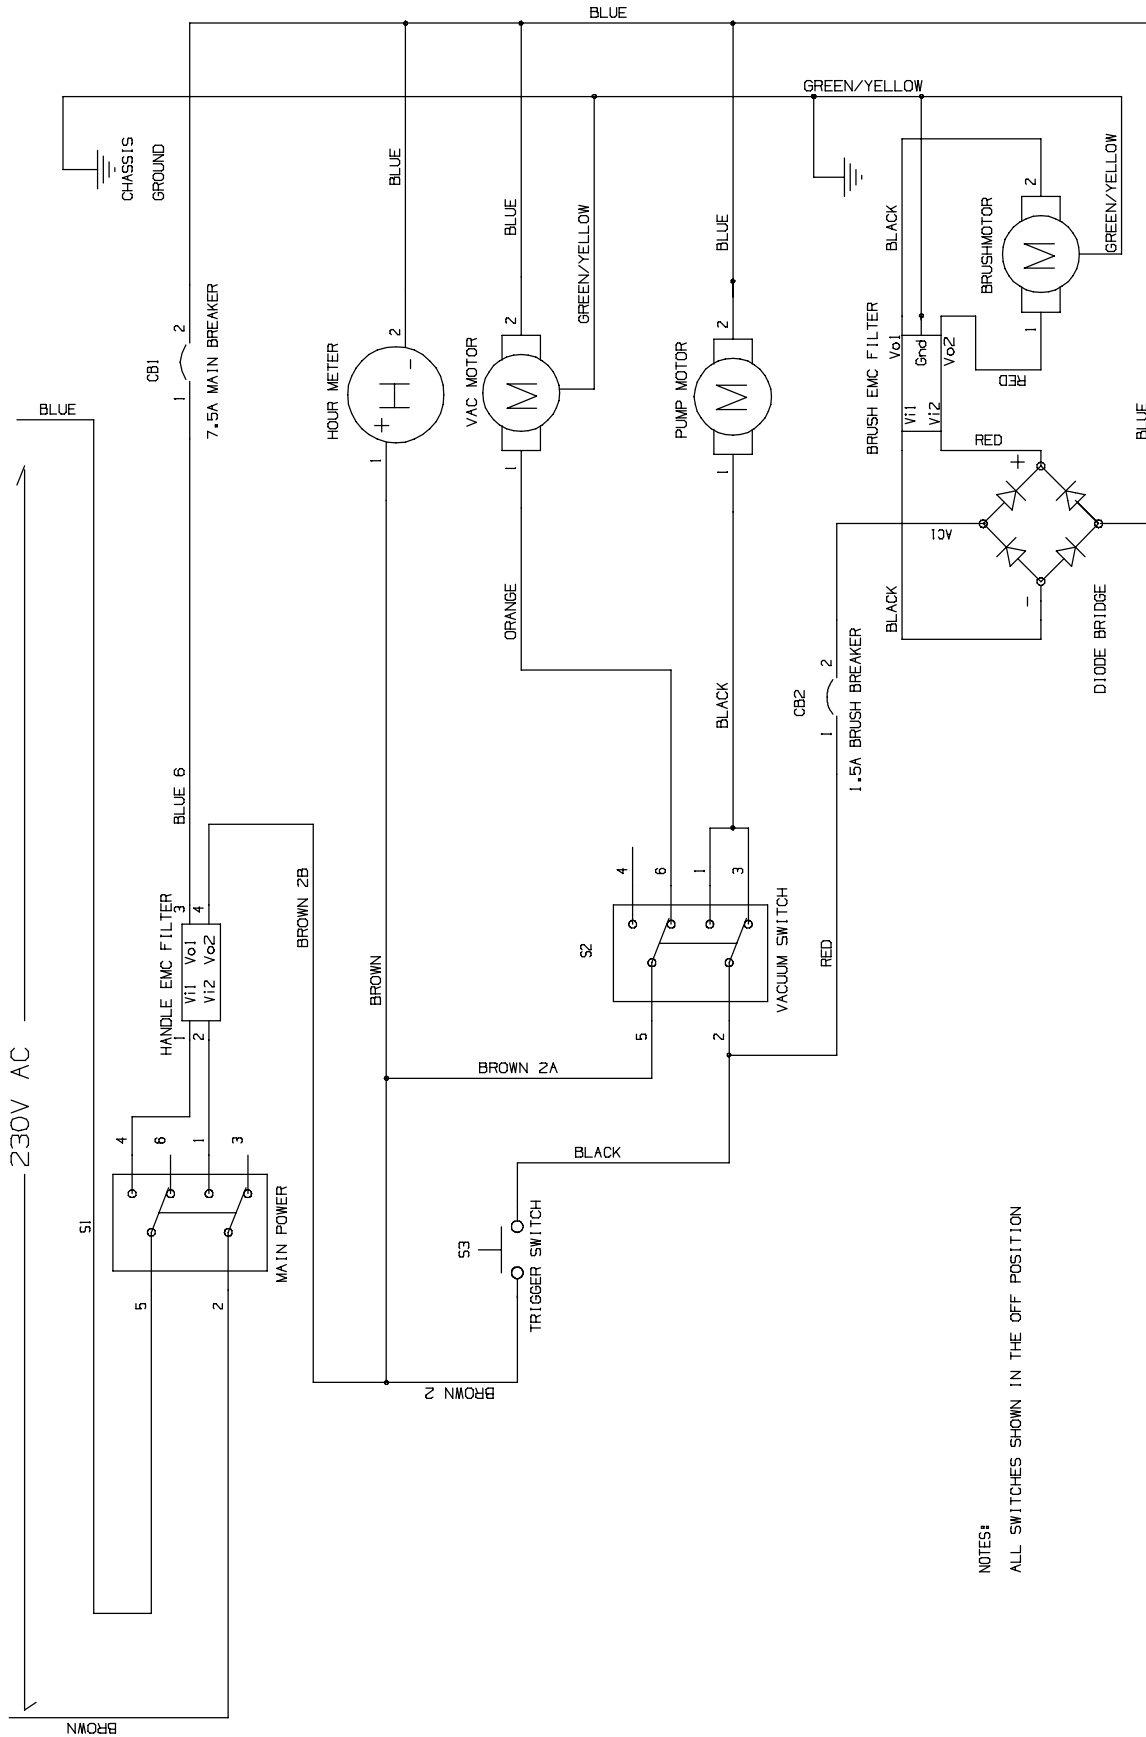 230V AC
BROWN
BLUE
S1
5
2
4
6
1
3
MAIN POWER
HANDLE EMC FILTER
1
2
Vi1
Vi2
Vo1
Vo2
3
4
BLUE 6
BROWN 2B
CB1
1
2
7.5A MAIN BREAKER
CHASSIS
GROUND
BLUE
BROWN 2
BROWN
BROWN 2A
HOUR METER
1
+
H
-
2
BLUE
S3
TRIGGER SWITCH
BLACK
VAC MOTOR
1
M
2
BLUE
ORANGE
GREEN/YELLOW
S2
5
2
4
6
1
3
VACUUM SWITCH
PUMP MOTOR
1
M
2
BLUE
BLACK
RED
CB2
1
2
1.5A BRUSH BREAKER
GREEN/YELLOW
BRUSH EMC FILTER
Vi1
Vi2
Vo1
Gnd
Vo2
BLACK
BLACK
RED
RED
AC1
+
-
DIODE BRIDGE
BRUSHMOTOR
1
M
2
GREEN/YELLOW
BLUE
NOTES:
ALL SWITCHES SHOWN IN THE OFF POSITION